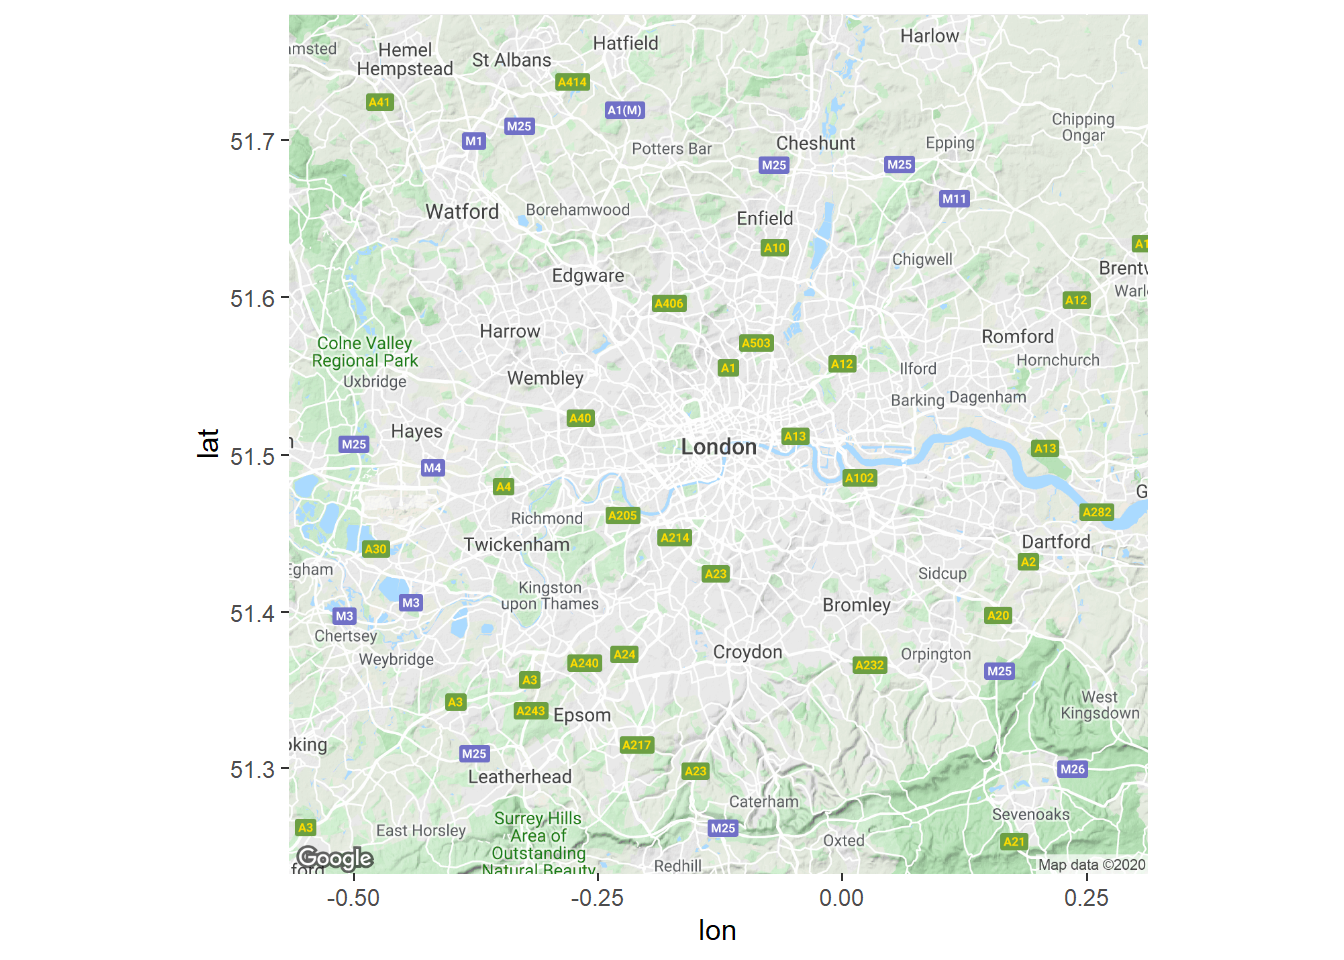 amsted
Hemel
Hempstead
St Albans
Hatfield
Harlow
A414
A41
A1(M)
M25
M1
Chipping
Ongar
51.7
Potters Bar
Cheshunt
Epping
M25
M25
M11
Watford
Borehamwood
Enfield
A10
A1
Chigwell
Brentw
Warle
Edgware
51.6
A406
A12
Harrow
Colne Valley
Regional Park
Uxbridge
A503
Romford
Hornchurch
A1
A12
Ilford
Wembley
Barking
Dagenham
A40
Hayes
A13
n
M25
London
A13
lat
51.5
M4
A4
A102
G
A205
A282
Richmond
A214
Twickenham
Dartford
A30
A2
Egham
A23
Sidcup
Kingston
upon Thames
M3
M3
51.4
Bromley
A20
Chertsey
Weybridge
Croydon
Orpington
A240
A24
A232
M25
A3
A3
A243
Epsom
West
Kingsdown
oking
A217
M25
51.3
Leatherhead
A23
M26
Caterham
Sevenoaks
A3
East Horsley
Surrey Hills
Area of
Outstanding
Natural Beauty
M25
Oxted
A21
Google
ford
Redhill
Map data ©2020
-0.50
-0.25
0.00
0.25
lon